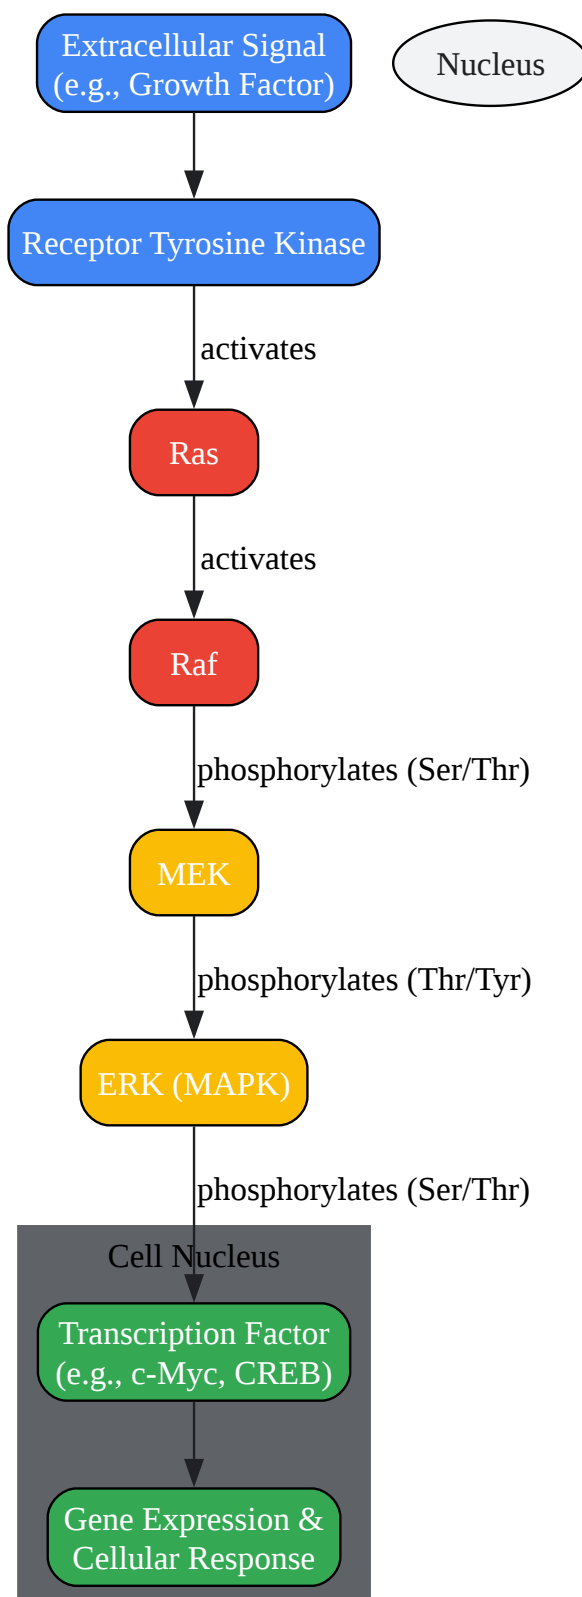 Extracellular Signal
(e.g., Growth Factor)
Nucleus
Receptor Tyrosine Kinase
activates
Ras
activates
Raf
phosphorylates (Ser/Thr)
MEK
phosphorylates (Thr/Tyr)
ERK (MAPK)
phosphorylates (Ser/Thr)
Cell Nucleus
Transcription Factor
(e.g., c-Myc, CREB)
Gene Expression &
Cellular Response